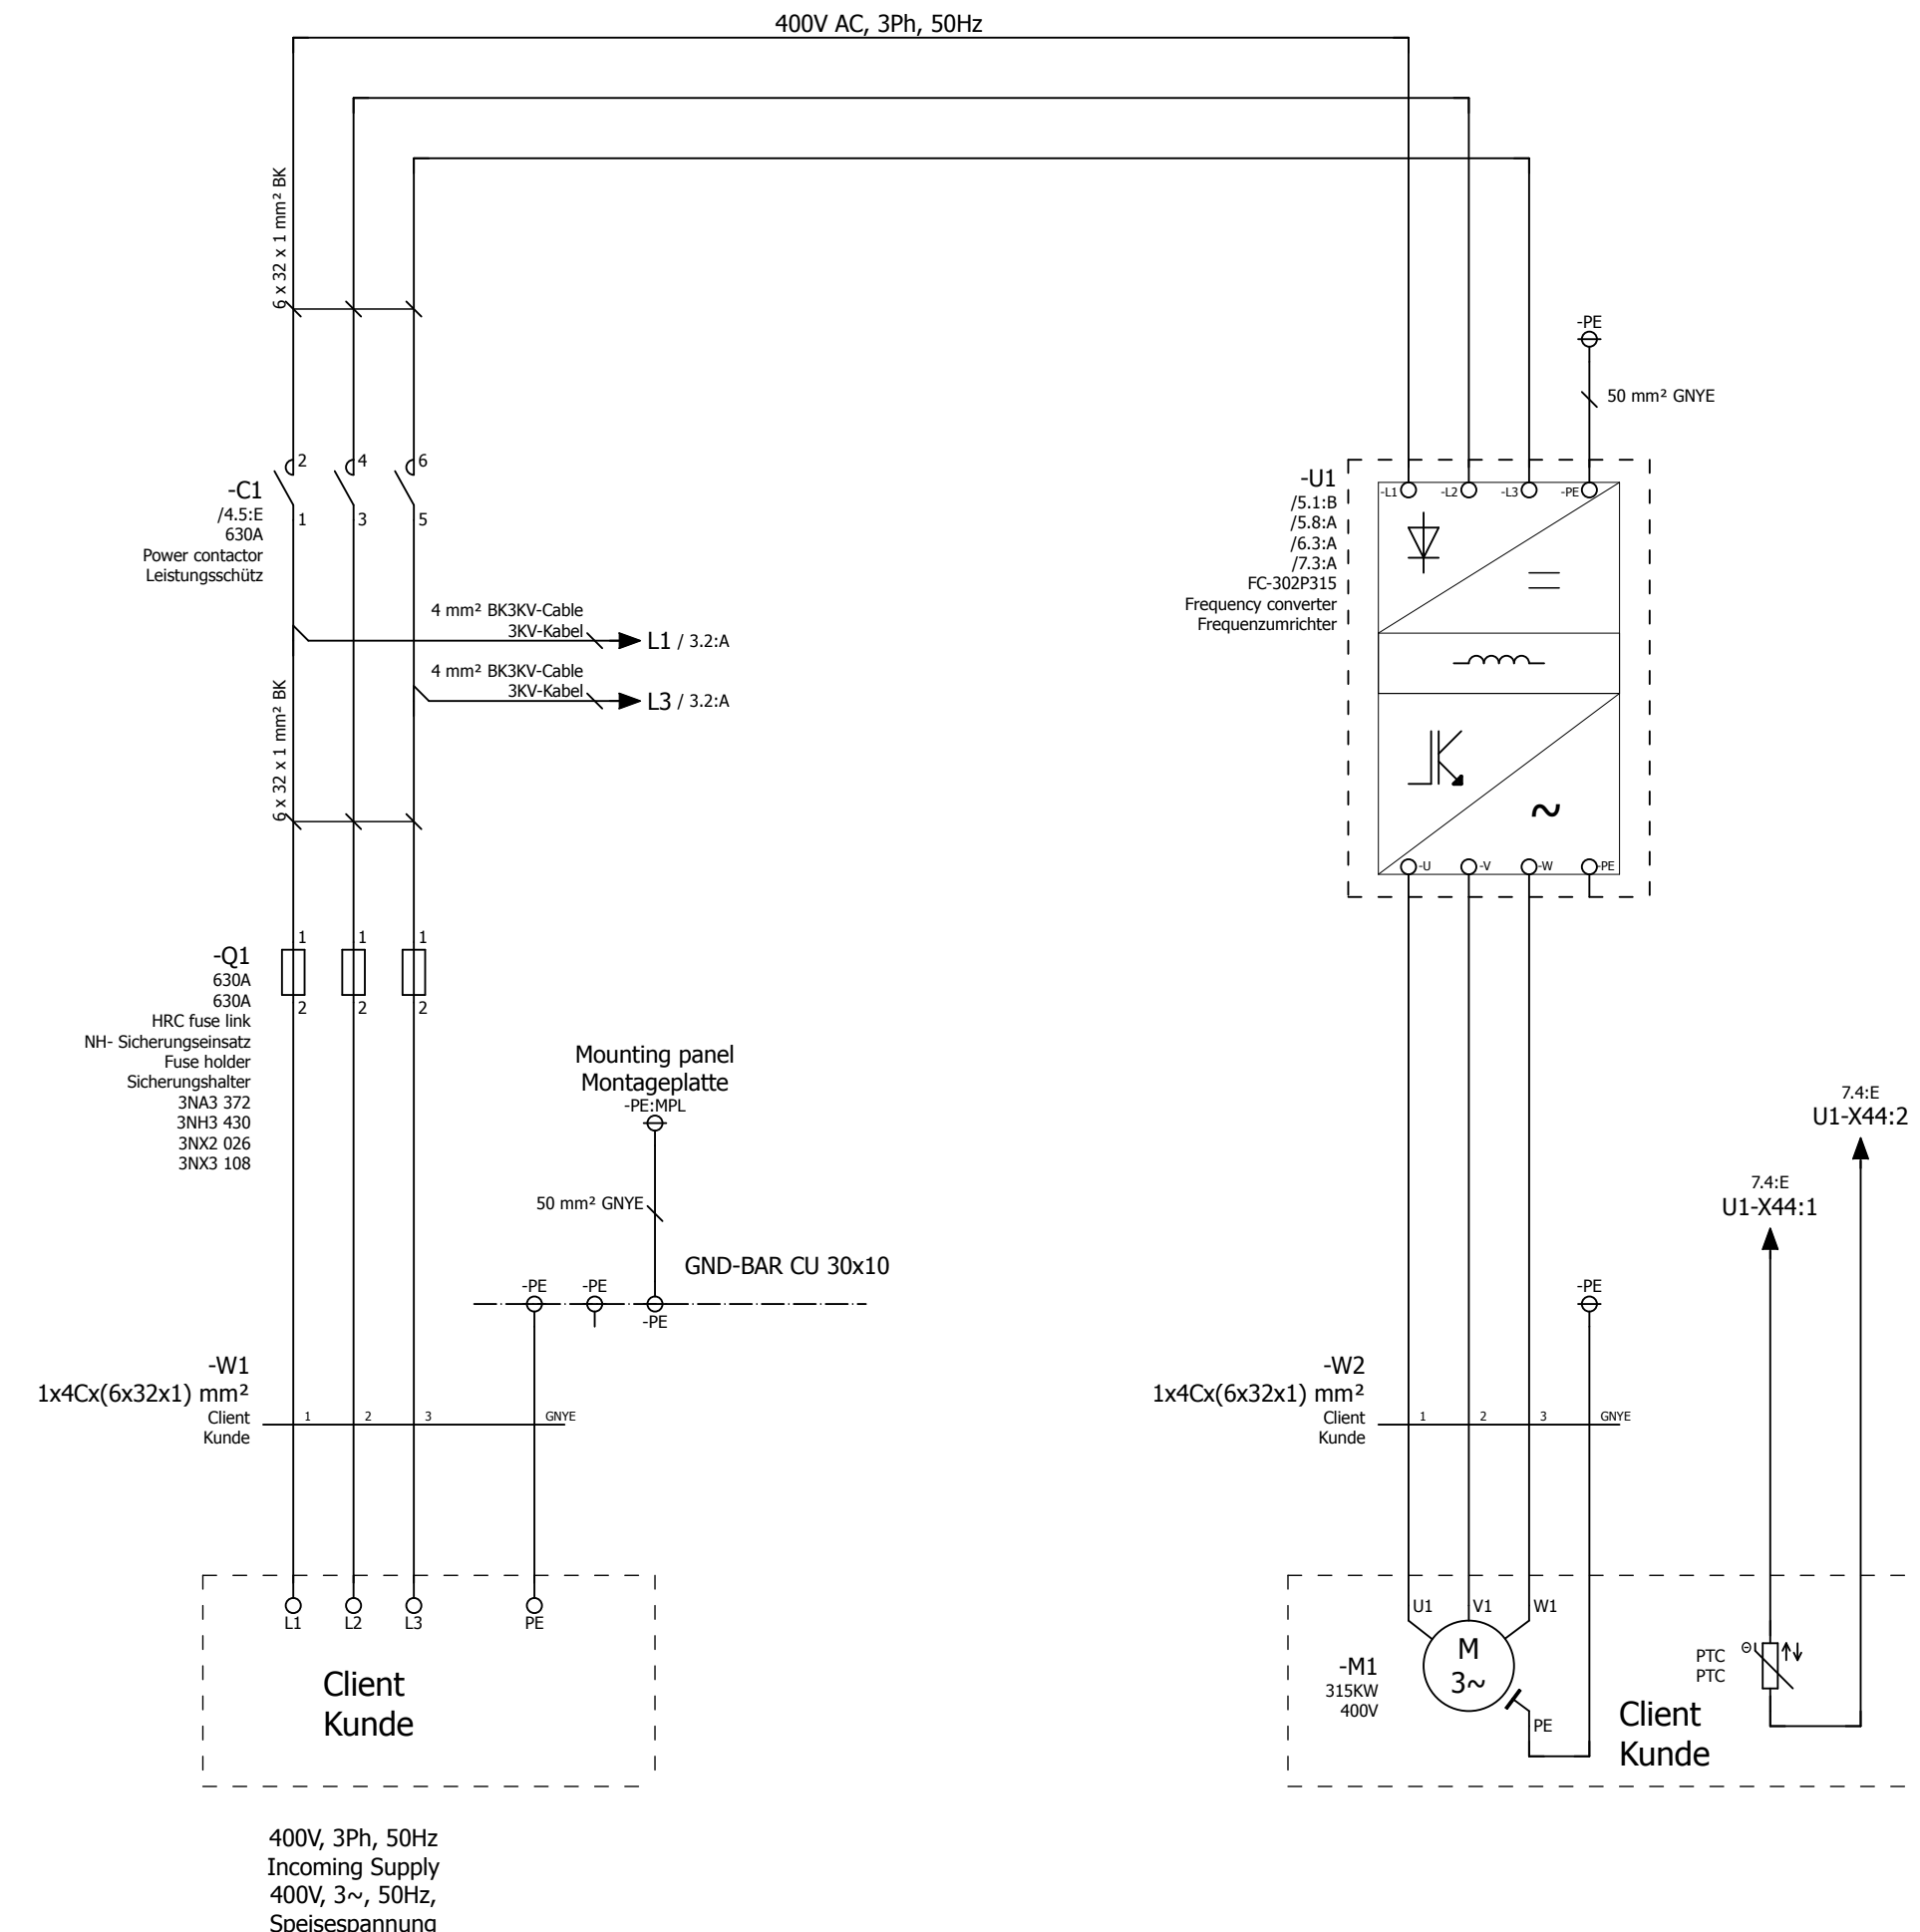 400V AC, 3Ph, 50Hz
6 x 32 x 1 mm² BK
-C1
/4.5:E
630A
Power contactor
Leistungsschütz
2 4 6
1 3 5
4 mm² BK3KV-Cable
3KV-Kabel
L1 / 3.2:A
4 mm² BK3KV-Cable
3KV-Kabel
L3 / 3.2:A
6 x 32 x 1 mm² BK
-Q1
630A
630A
HRC fuse link
NH- Sicherungseinsatz
Fuse holder
Sicherungshalter
3NA3 372
3NH3 430
3NX2 026
3NX3 108
1 1 1
2 2 2
Mounting panel
Montageplatte
-PE:MPL
50 mm² GNYE
GND-BAR CU 30x10
-PE -PE
-PE
-W1
1x4Cx(6x32x1) mm²
Client
Kunde
1 2 3 GNYE
L1 L2 L3 PE
Client
Kunde
400V, 3Ph, 50Hz
Incoming Supply
400V, 3~, 50Hz,
Speisespannung
-PE
50 mm² GNYE
-U1
/5.1:B
/5.8:A
/6.3:A
/7.3:A
FC-302P315
Frequency converter
Frequenzumrichter
-L1 -L2 -L3 -PE
~
-U -V -W -PE
7.4:E
U1-X44:2
7.4:E
U1-X44:1
-PE
-W2
1x4Cx(6x32x1) mm²
Client
Kunde
1 2 3 GNYE
U1 V1 W1
-M1
315KW
400V
M
3~
PE
PTC
PTC
Θ
Client
Kunde